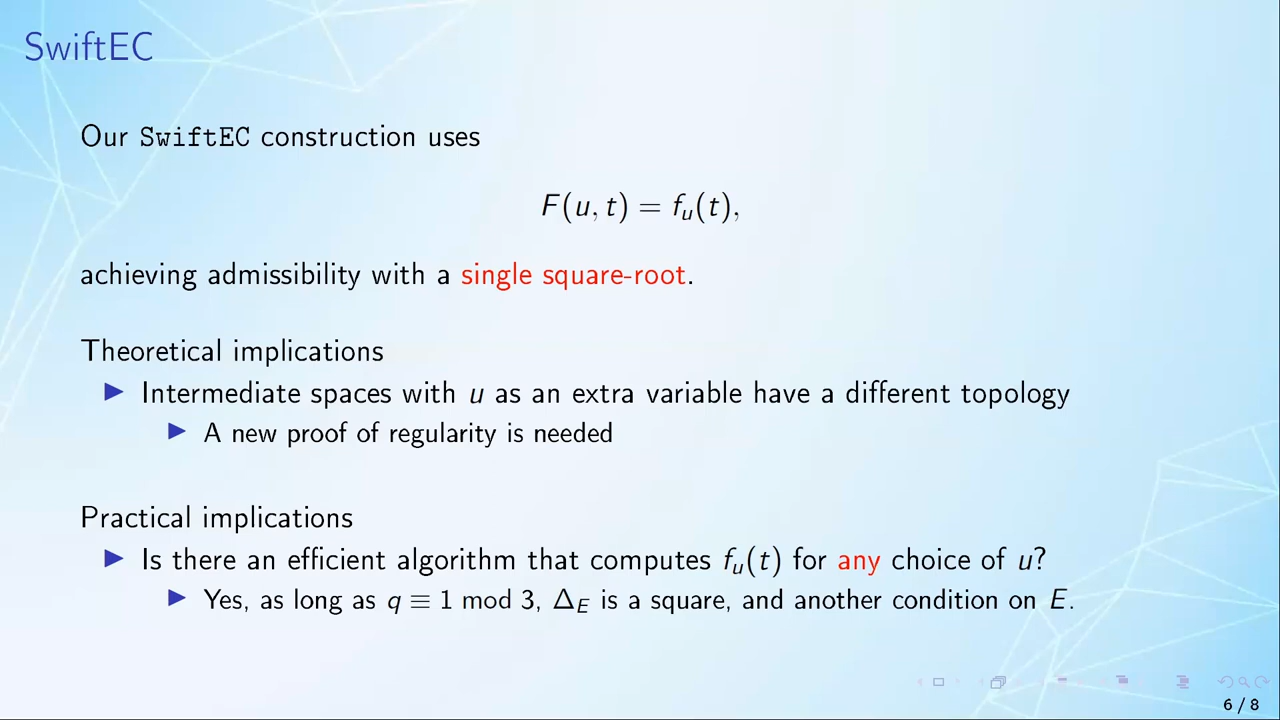 SwiftEC
Our SwiftEC construction uses
F(u, t) = fᵤ(t),
achieving admissibility with a single square-root.
Theoretical implications
▶ Intermediate spaces with u as an extra variable have a different topology
▶ A new proof of regularity is needed
Practical implications
▶ Is there an efficient algorithm that computes fᵤ(t) for any choice of u?
▶ Yes, as long as q ≡ 1 mod 3, Δ_E is a square, and another condition on E.
6 / 8